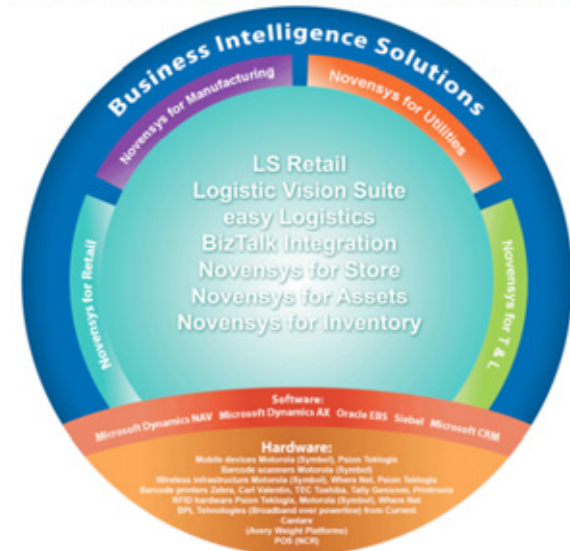 Business Intelligence Solutions
Novensys for Manufacturing
Novensys for Utilities
Novensys for Retail
Novensys for T & L
LS Retail
Logistic Vision Suite
easy Logistics
BizTalk Integration
Novensys for Store
Novensys for Assets
Novensys for Inventory
Software:
Microsoft Dynamics NAV Microsoft Dynamics AX Oracle EBS Siebel Microsoft CRM
Hardware:
Mobile devices Motorola (Symbol), Psion Teklogix
Barcode scanners Motorola (Symbol)
Wireless infrastructure Motorola (Symbol), Where Net, Psion Teklogix
Barcode printers Zebra, Carl Valentin, TEC Toshiba, Tally Genicom, Printronix
RFID hardware Psion Teklogix, Motorola (Symbol), Where Net
BPL Tehnologies (Broadband over powerline) from Current
Cantare
(Avery Weight Platforms)
POS (NCR)